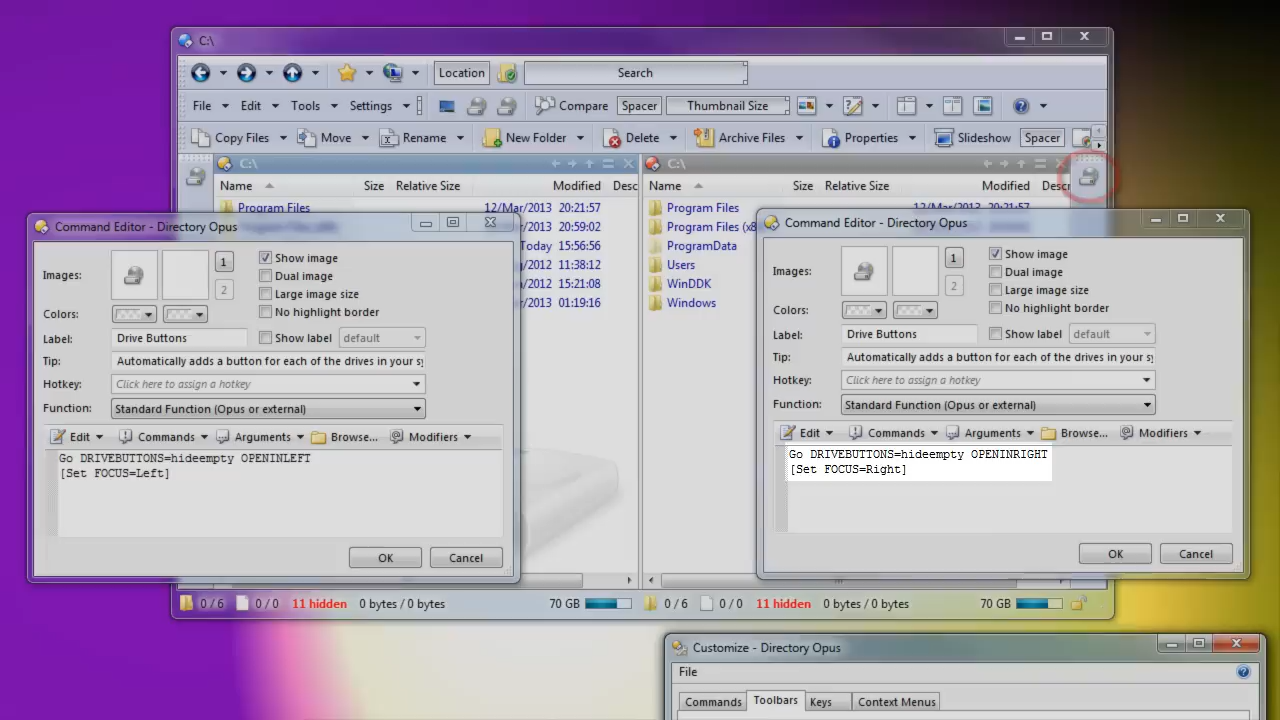 C:\
Location
Search
File Edit Tools Settings Compare Spacer Thumbnail Size
Copy Files Move Rename New Folder Delete Archive Files Properties Slideshow Spacer
C:\
C:\
Name Size Relative Size Modified Desc
Name Size Relative Size Modified Descr
Program Files 12/Mar/2013 20:21:57
Program Files 12/Mar/2013 20:21:57
2013 20:59:02
Program Files (x8
Today 15:56:56
ProgramData
2012 11:38:12
Users
2012 15:21:08
WinDDK
2013 01:19:16
Windows
Command Editor - Directory Opus
Images:
1
2
Show image
Dual image
Large image size
No highlight border
Colors:
Label: Drive Buttons Show label default
Tip: Automatically adds a button for each of the drives in your sy
Hotkey: Click here to assign a hotkey
Function: Standard Function (Opus or external)
Edit Commands Arguments Browse... Modifiers
Go DRIVEBUTTONS=hideempty OPENINLEFT
[Set FOCUS=Left]
OK Cancel
Command Editor - Directory Opus
Images:
1
2
Show image
Dual image
Large image size
No highlight border
Colors:
Label: Drive Buttons Show label default
Tip: Automatically adds a button for each of the drives in your sy
Hotkey: Click here to assign a hotkey
Function: Standard Function (Opus or external)
Edit Commands Arguments Browse... Modifiers
Go DRIVEBUTTONS=hideempty OPENINRIGHT
[Set FOCUS=Right]
OK Cancel
0 / 6 0 / 0 11 hidden 0 bytes / 0 bytes 70 GB
0 / 6 0 / 0 11 hidden 0 bytes / 0 bytes 70 GB
Customize - Directory Opus
File
Commands Toolbars Keys Context Menus